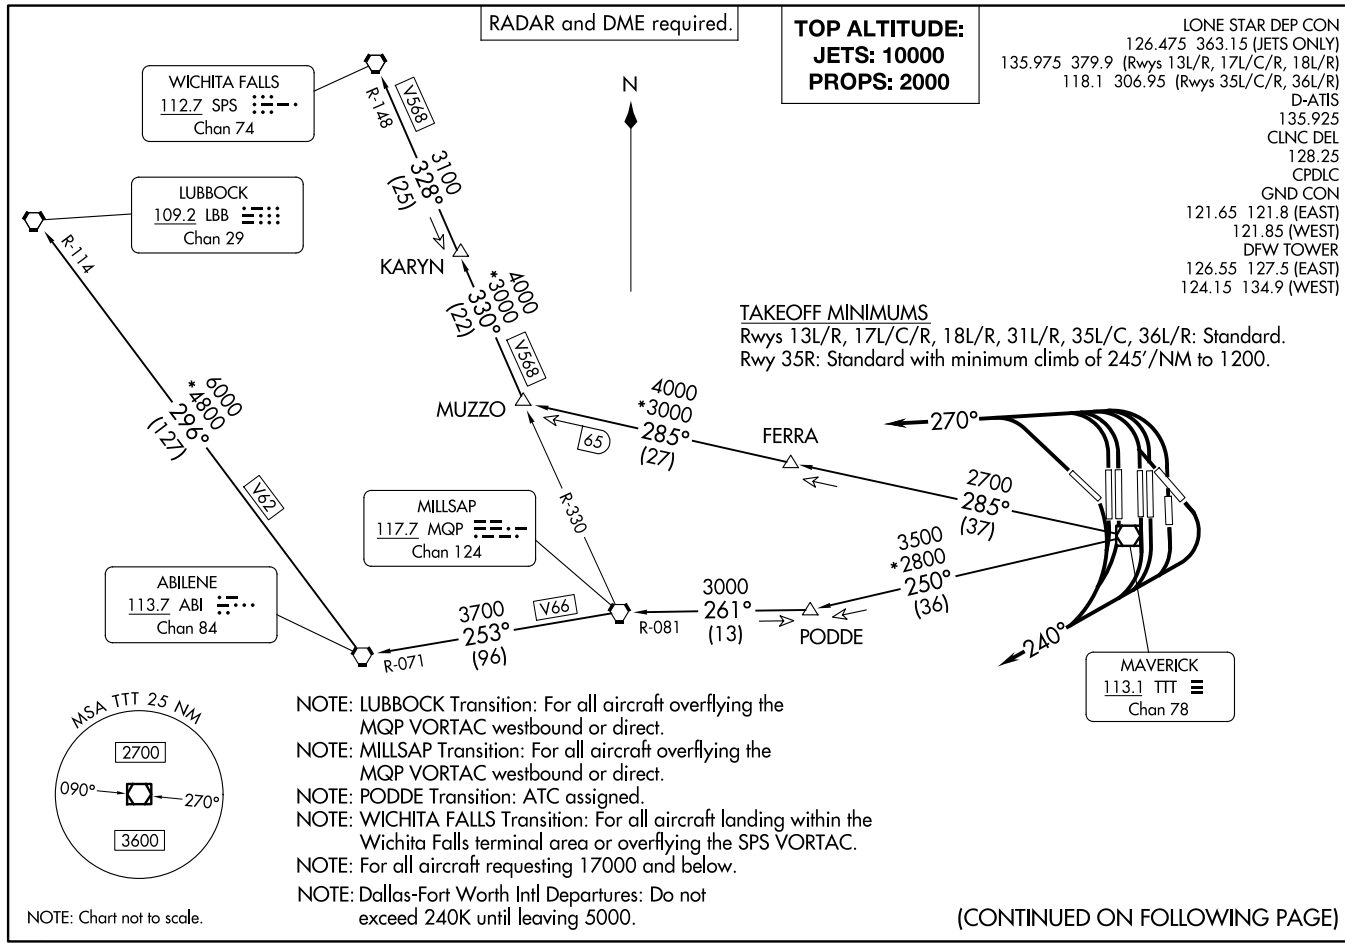 RADAR and DME required.
TOP ALTITUDE:
JETS: 10000
PROPS: 2000
LONE STAR DEP CON
126.475 363.15 (JETS ONLY)
135.975 379.9 (Rwys 13L/R, 17L/C/R, 18L/R)
118.1 306.95 (Rwys 35L/C/R, 36L/R)
D-ATIS
135.925
CLNC DEL
128.25
CPDLC
GND CON
121.65 121.8 (EAST)
121.85 (WEST)
DFW TOWER
126.55 127.5 (EAST)
124.15 134.9 (WEST)
WICHITA FALLS
112.7 SPS
Chan 74
R-148
V568
N
LUBBOCK
109.2 LBB
Chan 29
R-114
3100
328°
(25)
KARYN
4000
*3000
330°
(22)
V568
TAKEOFF MINIMUMS
Rwys 13L/R, 17L/C/R, 18L/R, 31L/R, 35L/C, 36L/R: Standard.
Rwy 35R: Standard with minimum climb of 245'/NM to 1200.
6000
*4800
296°
(127)
V62
MUZZO
65
4000
*3000
285°
(27)
FERRA
270°
2700
285°
(37)
MILLSAP
117.7 MQP
Chan 124
R-330
3500
*2800
250°
(36)
ABILENE
113.7 ABI
Chan 84
R-071
3700
253°
(96)
V66
R-081
3000
261°
(13)
PODDE
240°
MAVERICK
113.1 TTT
Chan 78
MSA TTT 25 NM
2700
090°
270°
3600
NOTE: LUBBOCK Transition: For all aircraft overflying the
MQP VORTAC westbound or direct.
NOTE: MILLSAP Transition: For all aircraft overflying the
MQP VORTAC westbound or direct.
NOTE: PODDE Transition: ATC assigned.
NOTE: WICHITA FALLS Transition: For all aircraft landing within the
Wichita Falls terminal area or overflying the SPS VORTAC.
NOTE: For all aircraft requesting 17000 and below.
NOTE: Dallas-Fort Worth Intl Departures: Do not
exceed 240K until leaving 5000.
NOTE: Chart not to scale.
(CONTINUED ON FOLLOWING PAGE)